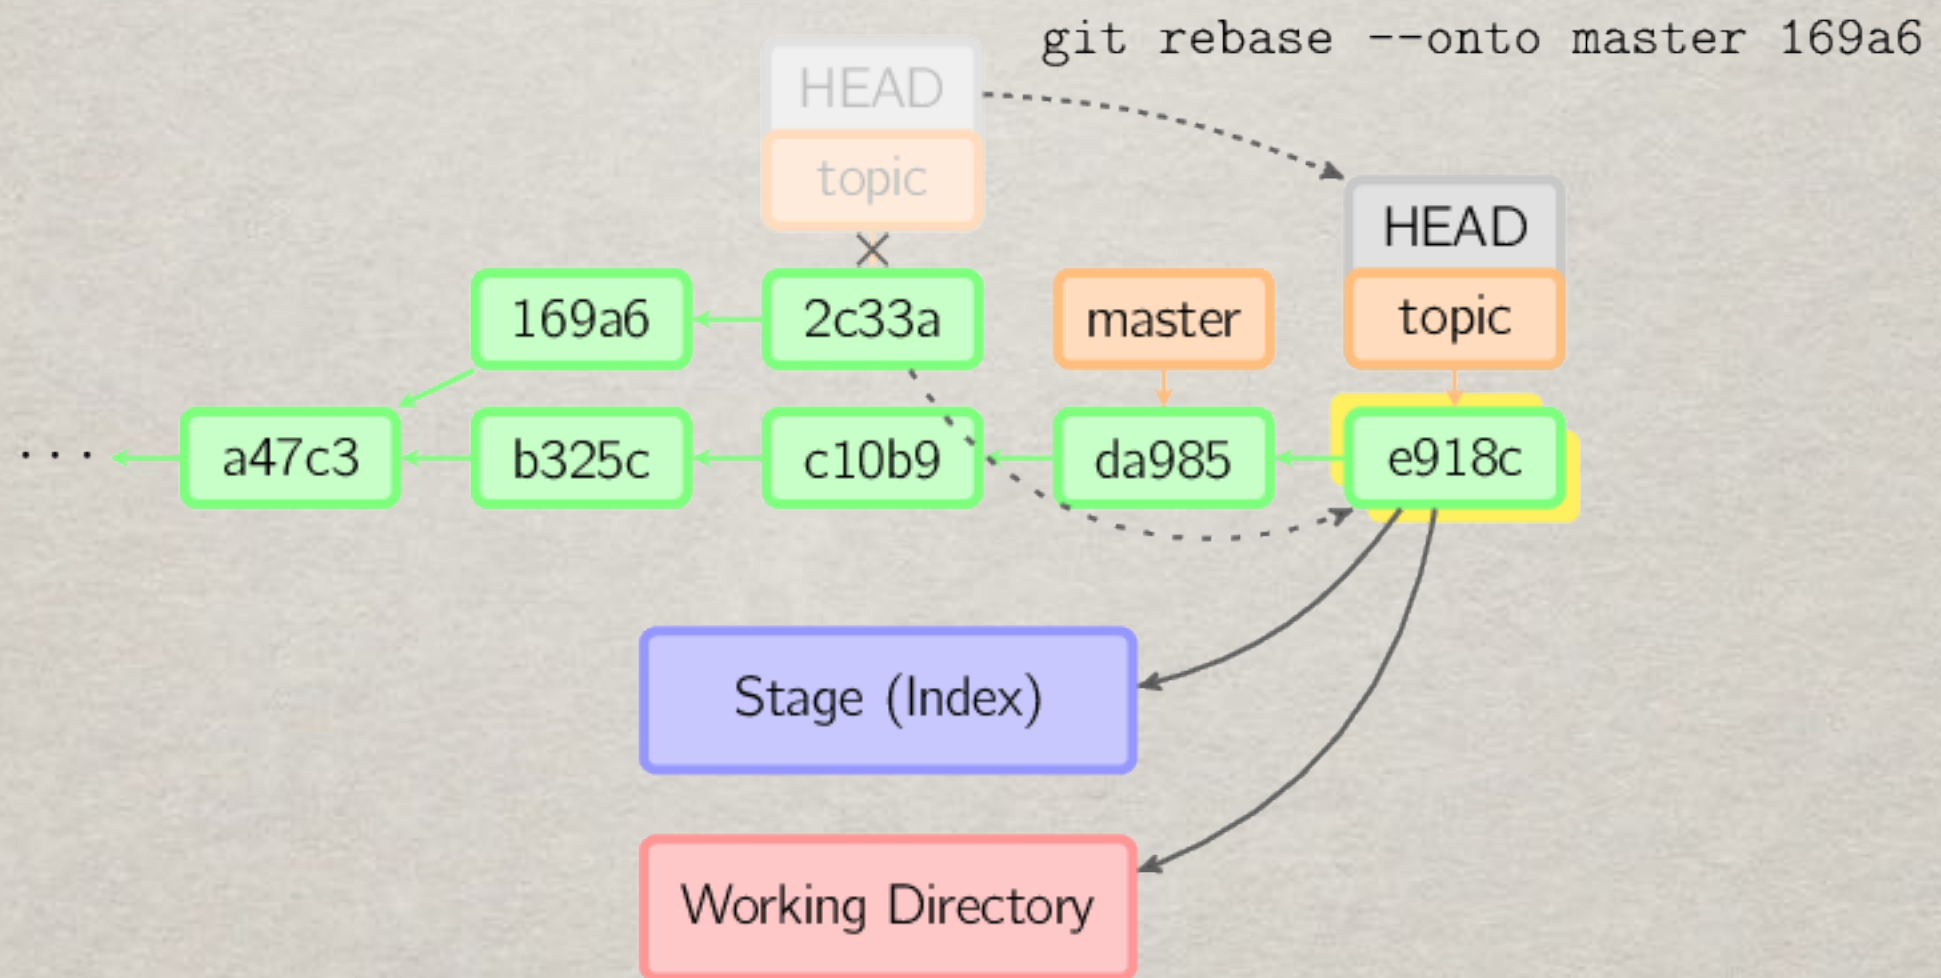 git rebase --onto master 169a6
HEAD
topic
HEAD
169a6
2c33a
master
topic
...
a47c3
b325c
c10b9
da985
e918c
Stage (Index)
Working Directory